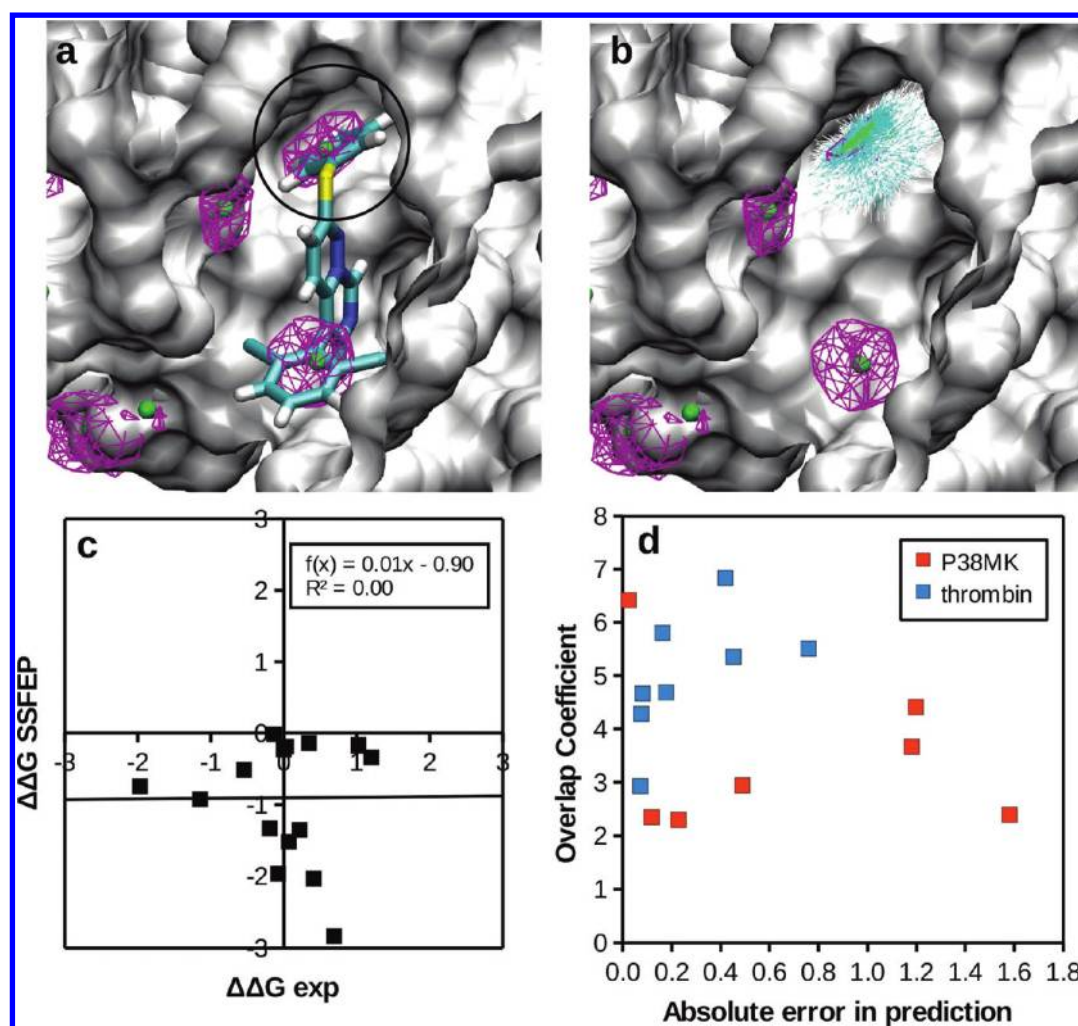 a
b
c
f(x) = 0.01x - 0.90
R² = 0.00
3
2
1
0
-1
-2
-3
-3 -2 -1 0 1 2 3
ΔΔG SSFEP
ΔΔG exp
d
P38MK
thrombin
8
7
6
5
4
3
2
1
0
0.0 0.2 0.4 0.6 0.8 1.0 1.2 1.4 1.6 1.8
Overlap Coefficient
Absolute error in prediction